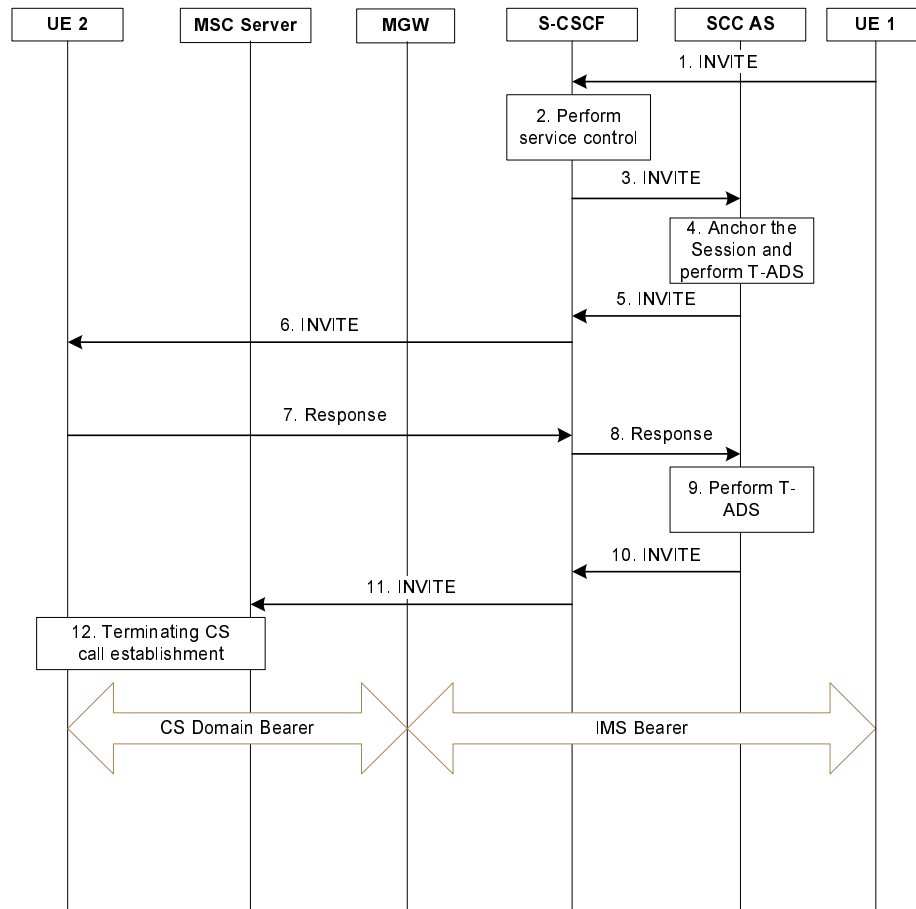 UE 2
MSC Server
MGW
S-CSCF
SCC AS
UE 1
1. INVITE
2. Perform
service control
3. INVITE
4. Anchor the
Session and
perform T-ADS
5. INVITE
6. INVITE
7. Response
8. Response
9. Perform T-
ADS
10. INVITE
11. INVITE
12. Terminating CS
call establishment
CS Domain Bearer
IMS Bearer